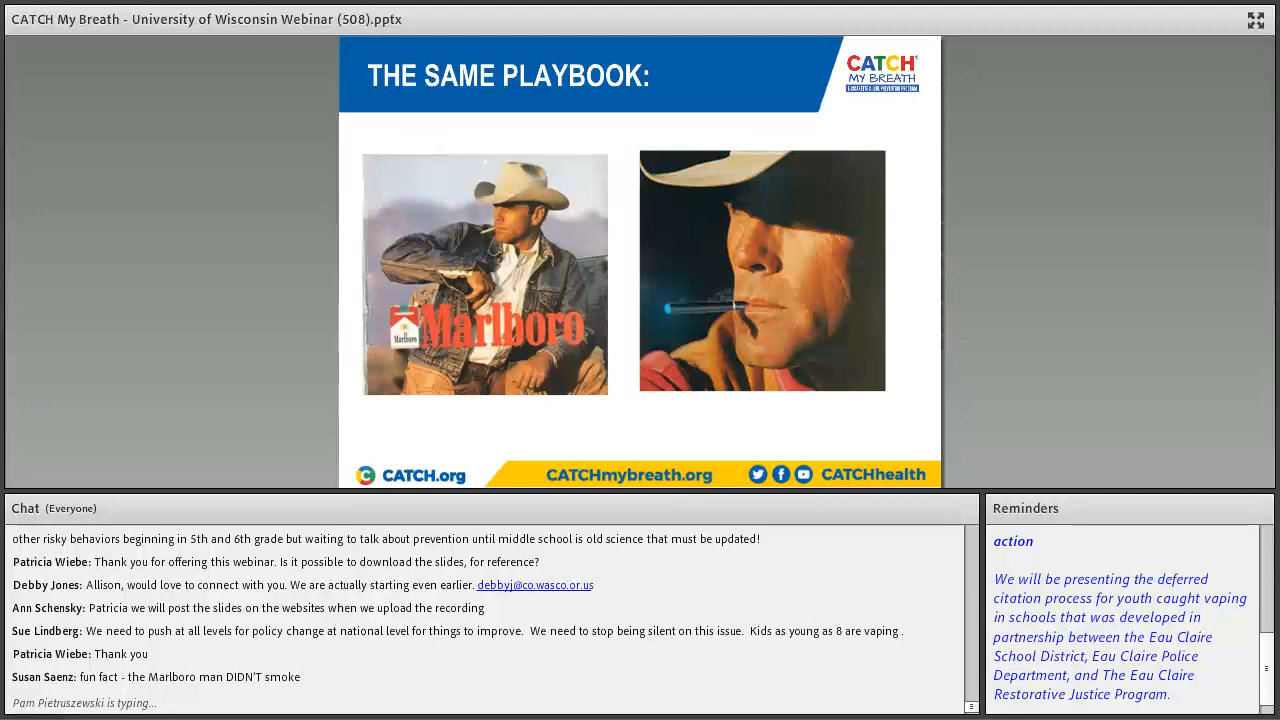 CATCH My Breath - University of Wisconsin Webinar (508).pptx
THE SAME PLAYBOOK:
CATCH
MY BREATH
Marlboro
Marlboro
CATCH.org
CATCHmybreath.org
CATCHhealth
Chat (Everyone)
other risky behaviors beginning in 5th and 6th grade but waiting to talk about prevention until middle school is old science that must be updated!
Patricia Wiebe: Thank you for offering this webinar. Is it possible to download the slides, for reference?
Debby Jones: Allison, would love to connect with you. We are actually starting even earlier. debbyj@co.wasco.or.us
Ann Schensky: Patricia we will post the slides on the websites when we upload the recording
Sue Lindberg: We need to push at all levels for policy change at national level for things to improve.  We need to stop being silent on this issue.  Kids as young as 8 are vaping .
Patricia Wiebe: Thank you
Susan Saenz: fun fact - the Marlboro man DIDN'T smoke
Pam Pietruszewski is typing...
Reminders
action
We will be presenting the deferred
citation process for youth caught vaping
in schools that was developed in
partnership between the Eau Claire
School District, Eau Claire Police
Department, and The Eau Claire
Restorative Justice Program.